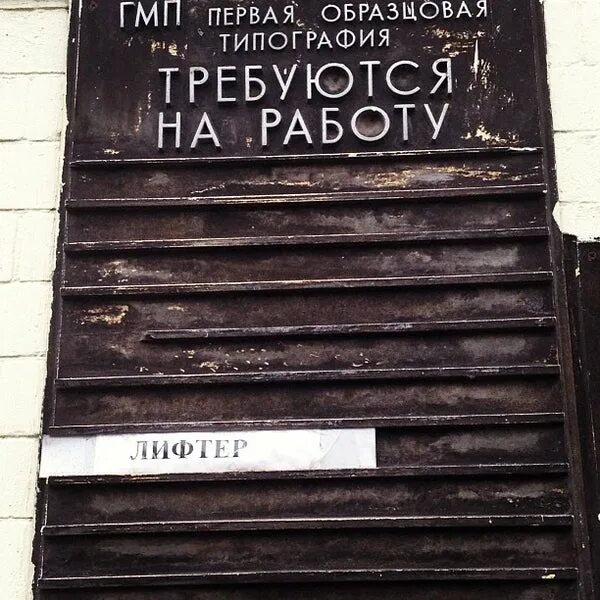 ГМП ПЕРВАЯ ОБРАЗЦОВАЯ
ТИПОГРАФИЯ
ТРЕБУЮТСЯ
НА РАБОТУ
ЛИФТЕР